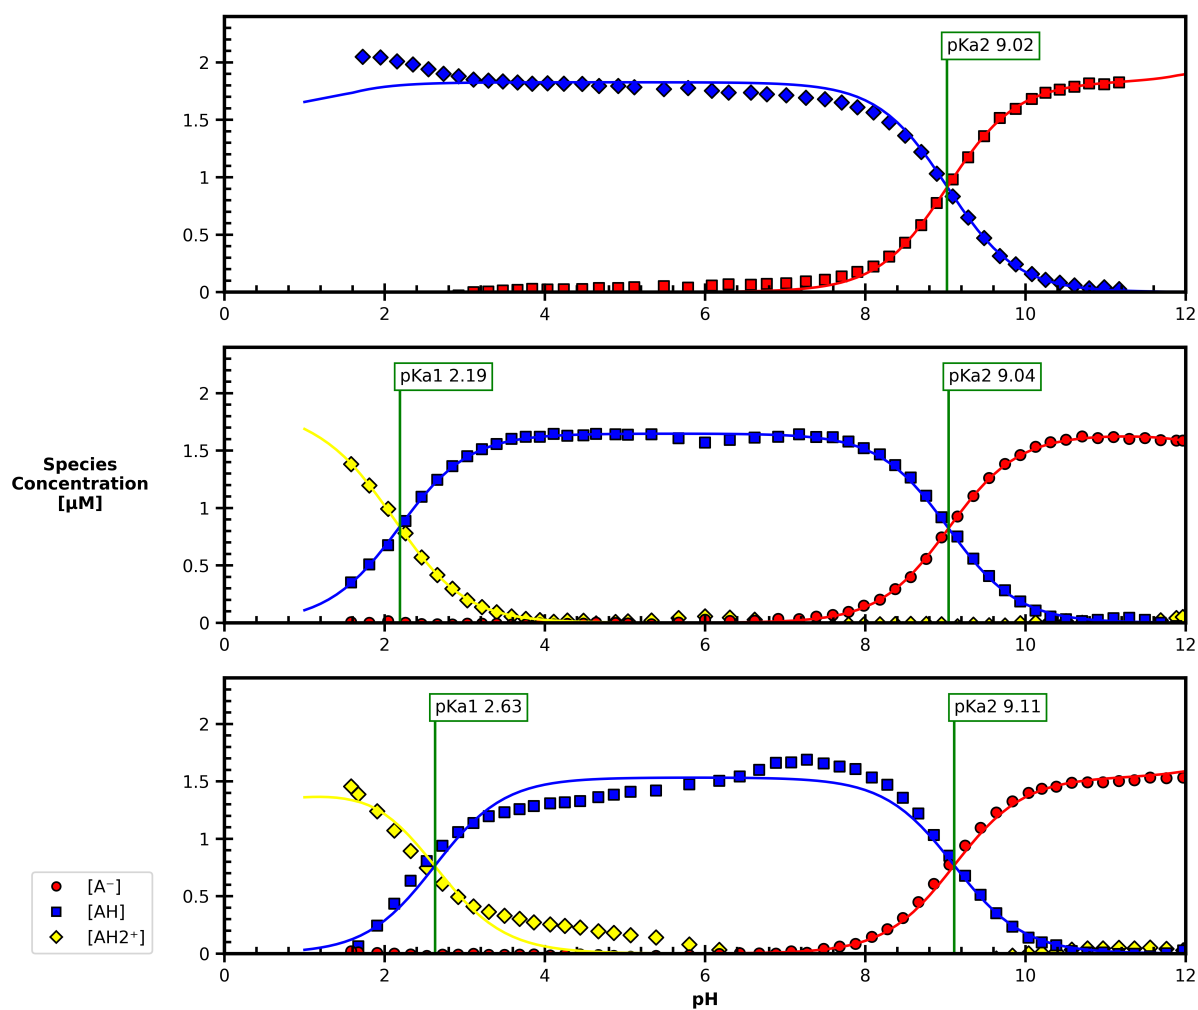 pKa2 9.02
2
1.5
1
0.5
0
0 2 4 6 8 10 12
pKa1 2.19 pKa2 9.04
2
1.5
1
0.5
0
0 2 4 6 8 10 12
Species
Concentration
[μM]
pKa1 2.63 pKa2 9.11
2
1.5
1
0.5
0
0 2 4 6 8 10 12
pH
[A⁻]
[AH]
[AH2⁺]